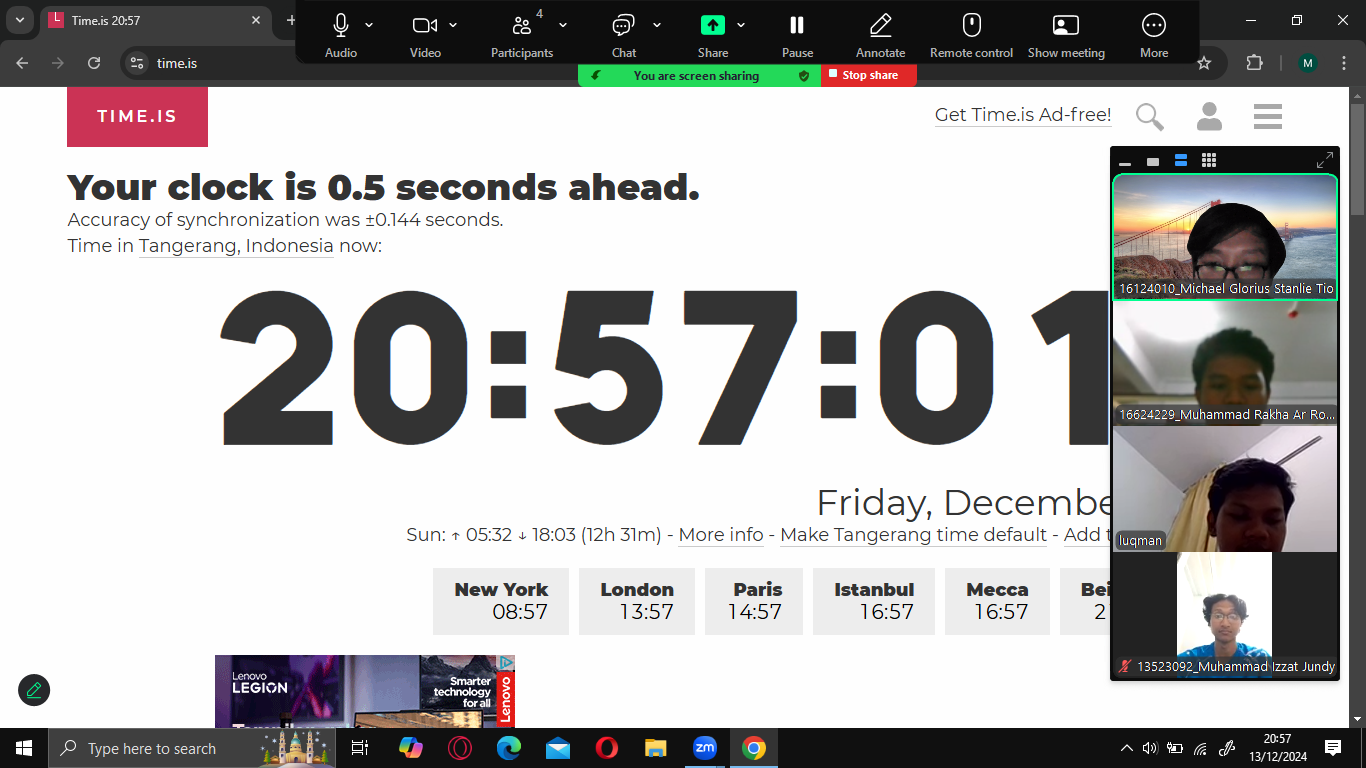 Time.is 20:57
4
Audio
Video
Participants
Chat
Share
Pause
Annotate
Remote control
Show meeting
More
time.is
M
You are screen sharing
Stop share
TIME.IS
Get Time.is Ad-free!
Your clock is 0.5 seconds ahead.
Accuracy of synchronization was ±0.144 seconds.
Time in Tangerang, Indonesia now:
20:57:01
Friday, Decembe
Sun: ↑ 05:32 ↓ 18:03 (12h 31m) - More info - Make Tangerang time default - Add
New York
08:57
London
13:57
Paris
14:57
Istanbul
16:57
Mecca
16:57
Bei
2
16124010_Michael Glorius Stanlie Tio
16624229_Muhammad Rakha Ar Ro...
luqman
13523092_Muhammad Izzat Jundy
Lenovo
LEGION
Smarter
technology
for all
Lenovo
Type here to search
zm
20:57
13/12/2024